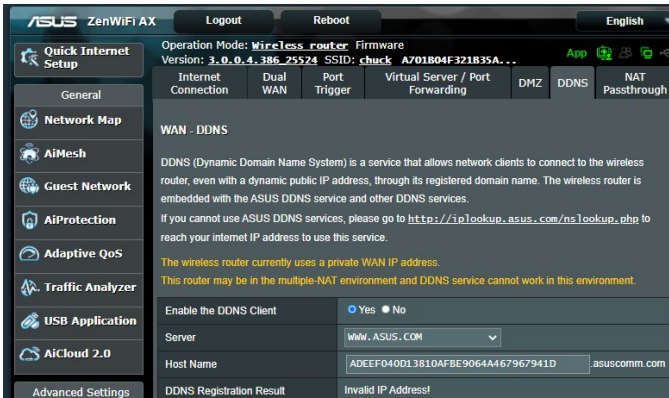 ASUS ZenWiFi AX Logout Reboot English
Quick Internet Setup
Operation Mode: Wireless router Firmware
Version: 3.0.0.4.386_25524 SSID: chuck A701B04F321B35A...
App
General
Network Map
AiMesh
Guest Network
AiProtection
Adaptive QoS
Traffic Analyzer
USB Application
AiCloud 2.0
Advanced Settings
Internet Connection
Dual WAN
Port Trigger
Virtual Server / Port Forwarding
DMZ
DDNS
NAT Passthrough
WAN - DDNS
DDNS (Dynamic Domain Name System) is a service that allows network clients to connect to the wireless
router, even with a dynamic public IP address, through its registered domain name. The wireless router is
embedded with the ASUS DDNS service and other DDNS services.
If you cannot use ASUS DDNS services, please go to http://iplookup.asus.com/nslookup.php to
reach your internet IP address to use this service.
The wireless router currently uses a private WAN IP address.
This router may be in the multiple-NAT environment and DDNS service cannot work in this environment.
Enable the DDNS Client Yes No
Server WWW.ASUS.COM
Host Name ADEEF040D13810AFBE9064A467967941D .asuscomm.com
DDNS Registration Result Invalid IP Address!